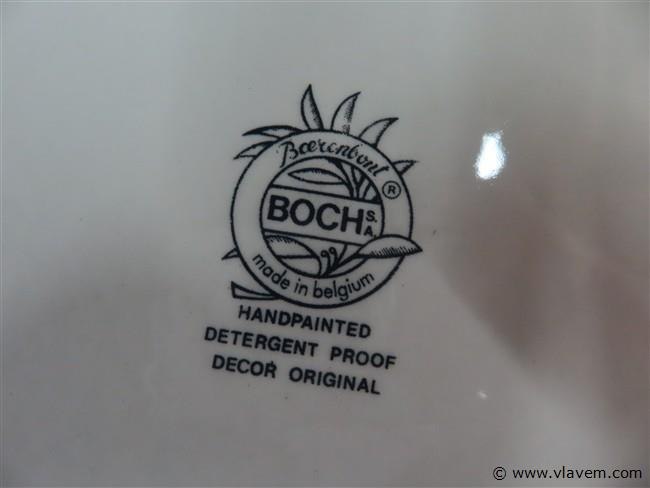 Boerenbont
®
BOCH S.A.
made in belgium
HANDPAINTED
DETERGENT PROOF
DECOR ORIGINAL
© www.vlavem.com